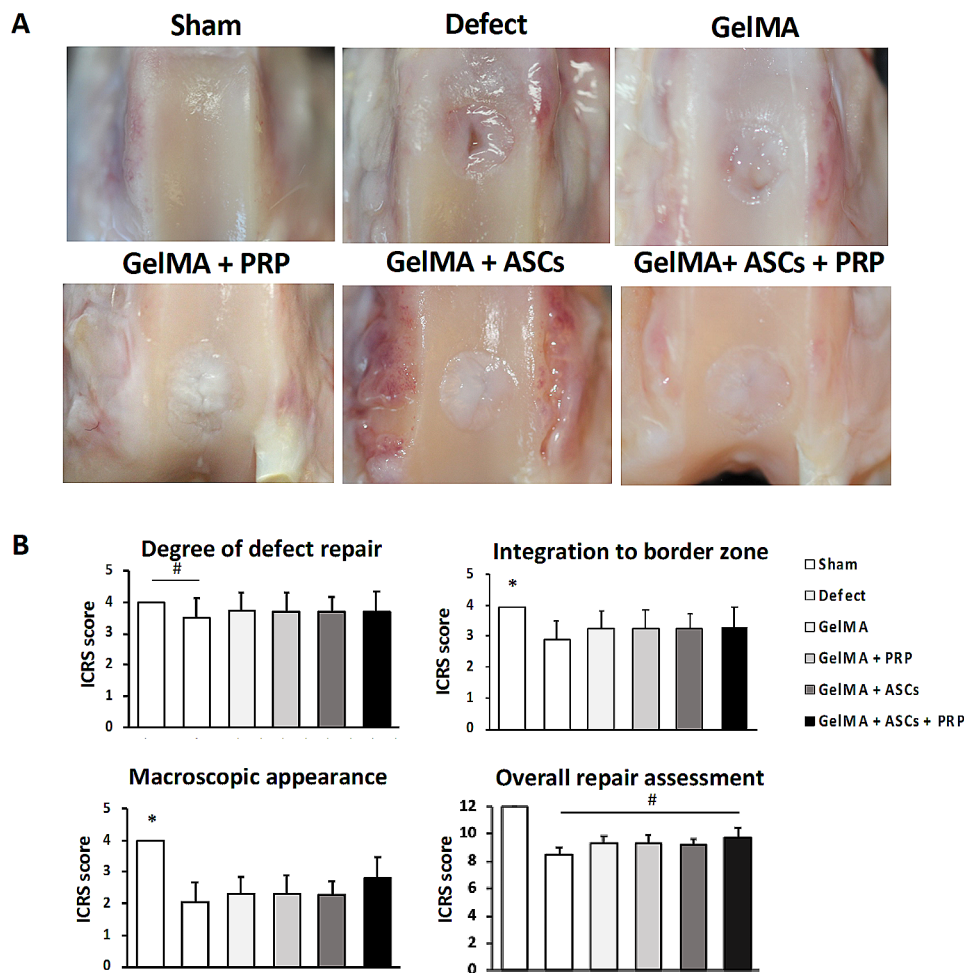 A
Sham
Defect
GelMA
GelMA + PRP
GelMA + ASCs
GelMA+ ASCs + PRP
B
Degree of defect repair
#
5
4
3
2
1
0
ICRS score
Integration to border zone
*
5
4
3
2
1
0
ICRS score
Sham
Defect
GelMA
GelMA + PRP
GelMA + ASCs
GelMA + ASCs + PRP
Macroscopic appearance
*
5
4
3
2
1
0
ICRS score
Overall repair assessment
#
12
10
8
6
4
2
0
ICRS score